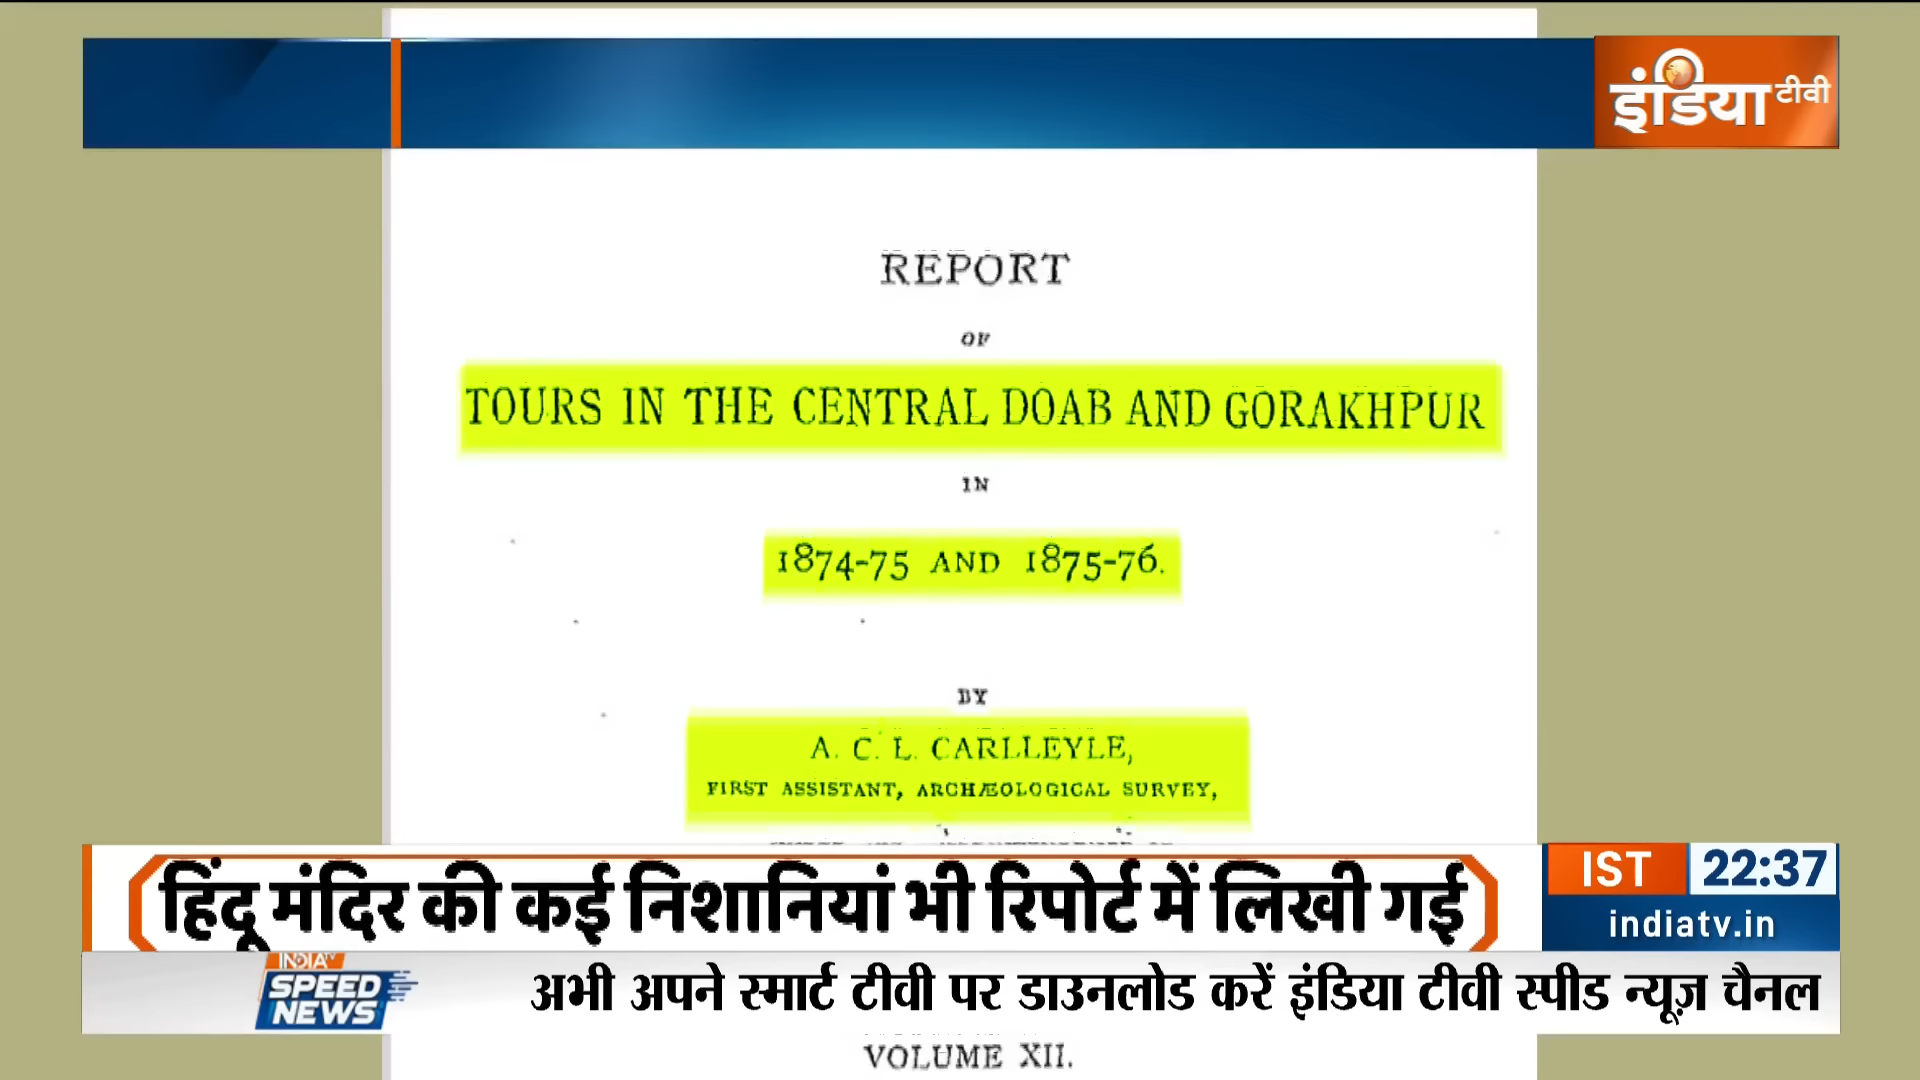 इंडिया टीवी
REPORT
OF
TOURS IN THE CENTRAL DOAB AND GORAKHPUR
IN
1874-75 AND 1875-76.
BY
A. C. L. CARLLEYLE,
FIRST ASSISTANT, ARCHÆOLOGICAL SURVEY,
हिंदू मंदिर की कई निशानियां भी रिपोर्ट में लिखी गई
IST 22:37
indiatv.in
INDIA TV
SPEED
NEWS
अभी अपने स्मार्ट टीवी पर डाउनलोड करें इंडिया टीवी स्पीड न्यूज़ चैनल
VOLUME XII.